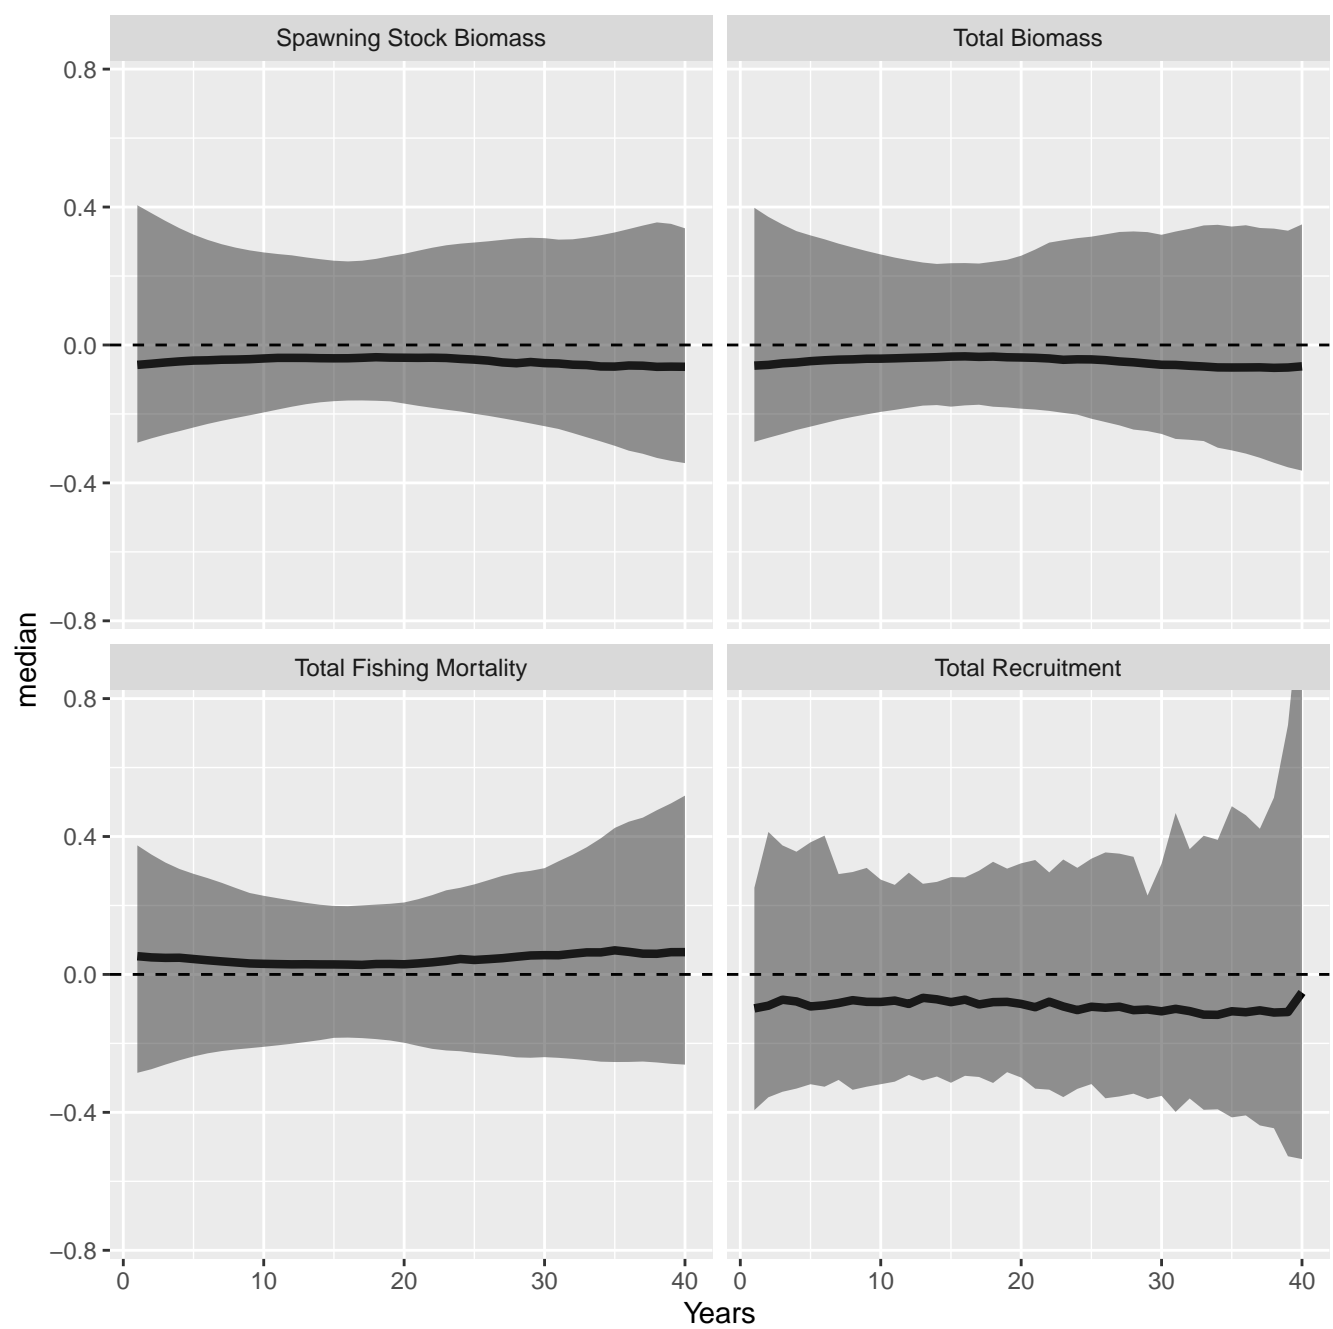 Spawning Stock Biomass
Total Biomass
0.8
0.4
0.0
−0.4
−0.8
median
Total Fishing Mortality
Total Recruitment
0.8
0.4
0.0
−0.4
−0.8
0 10 20 30 40
0 10 20 30 40
Years